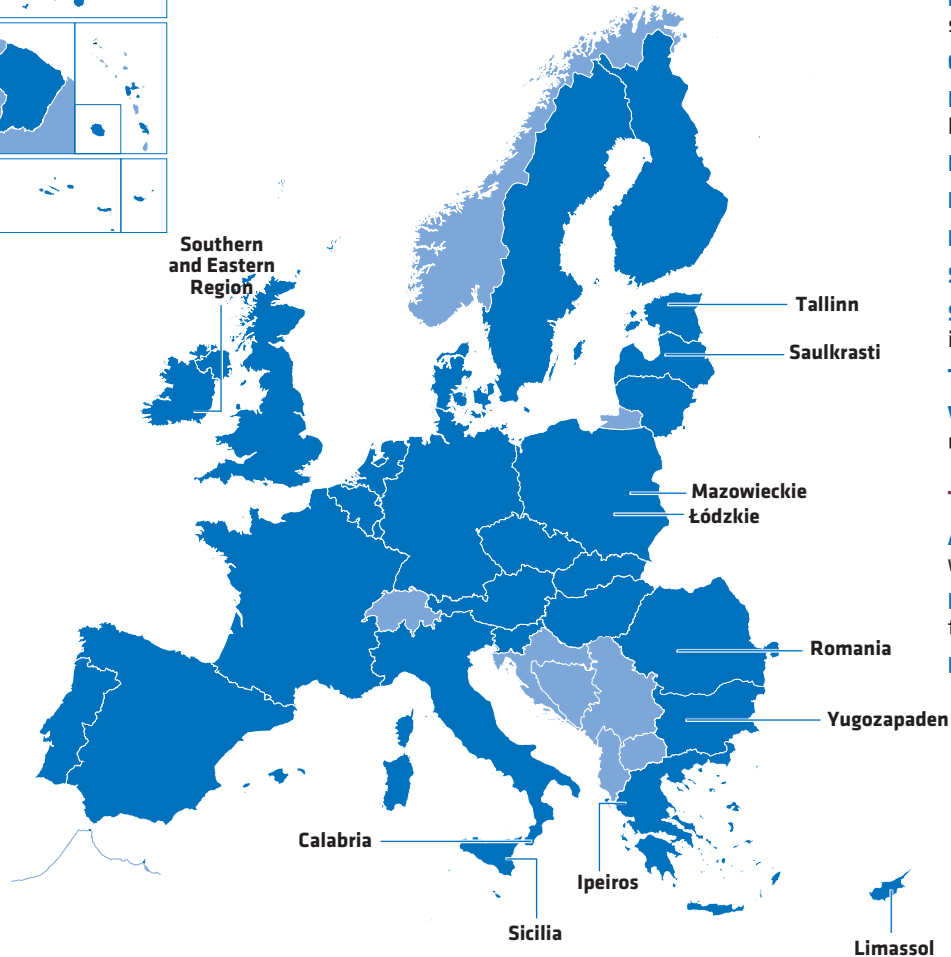 Southern
and Eastern
Region
Tallinn
Saulkrasti
Mazowieckie
Łódzkie
Romania
Yugozapaden
Calabria
Ipeiros
Sicilia
Limassol